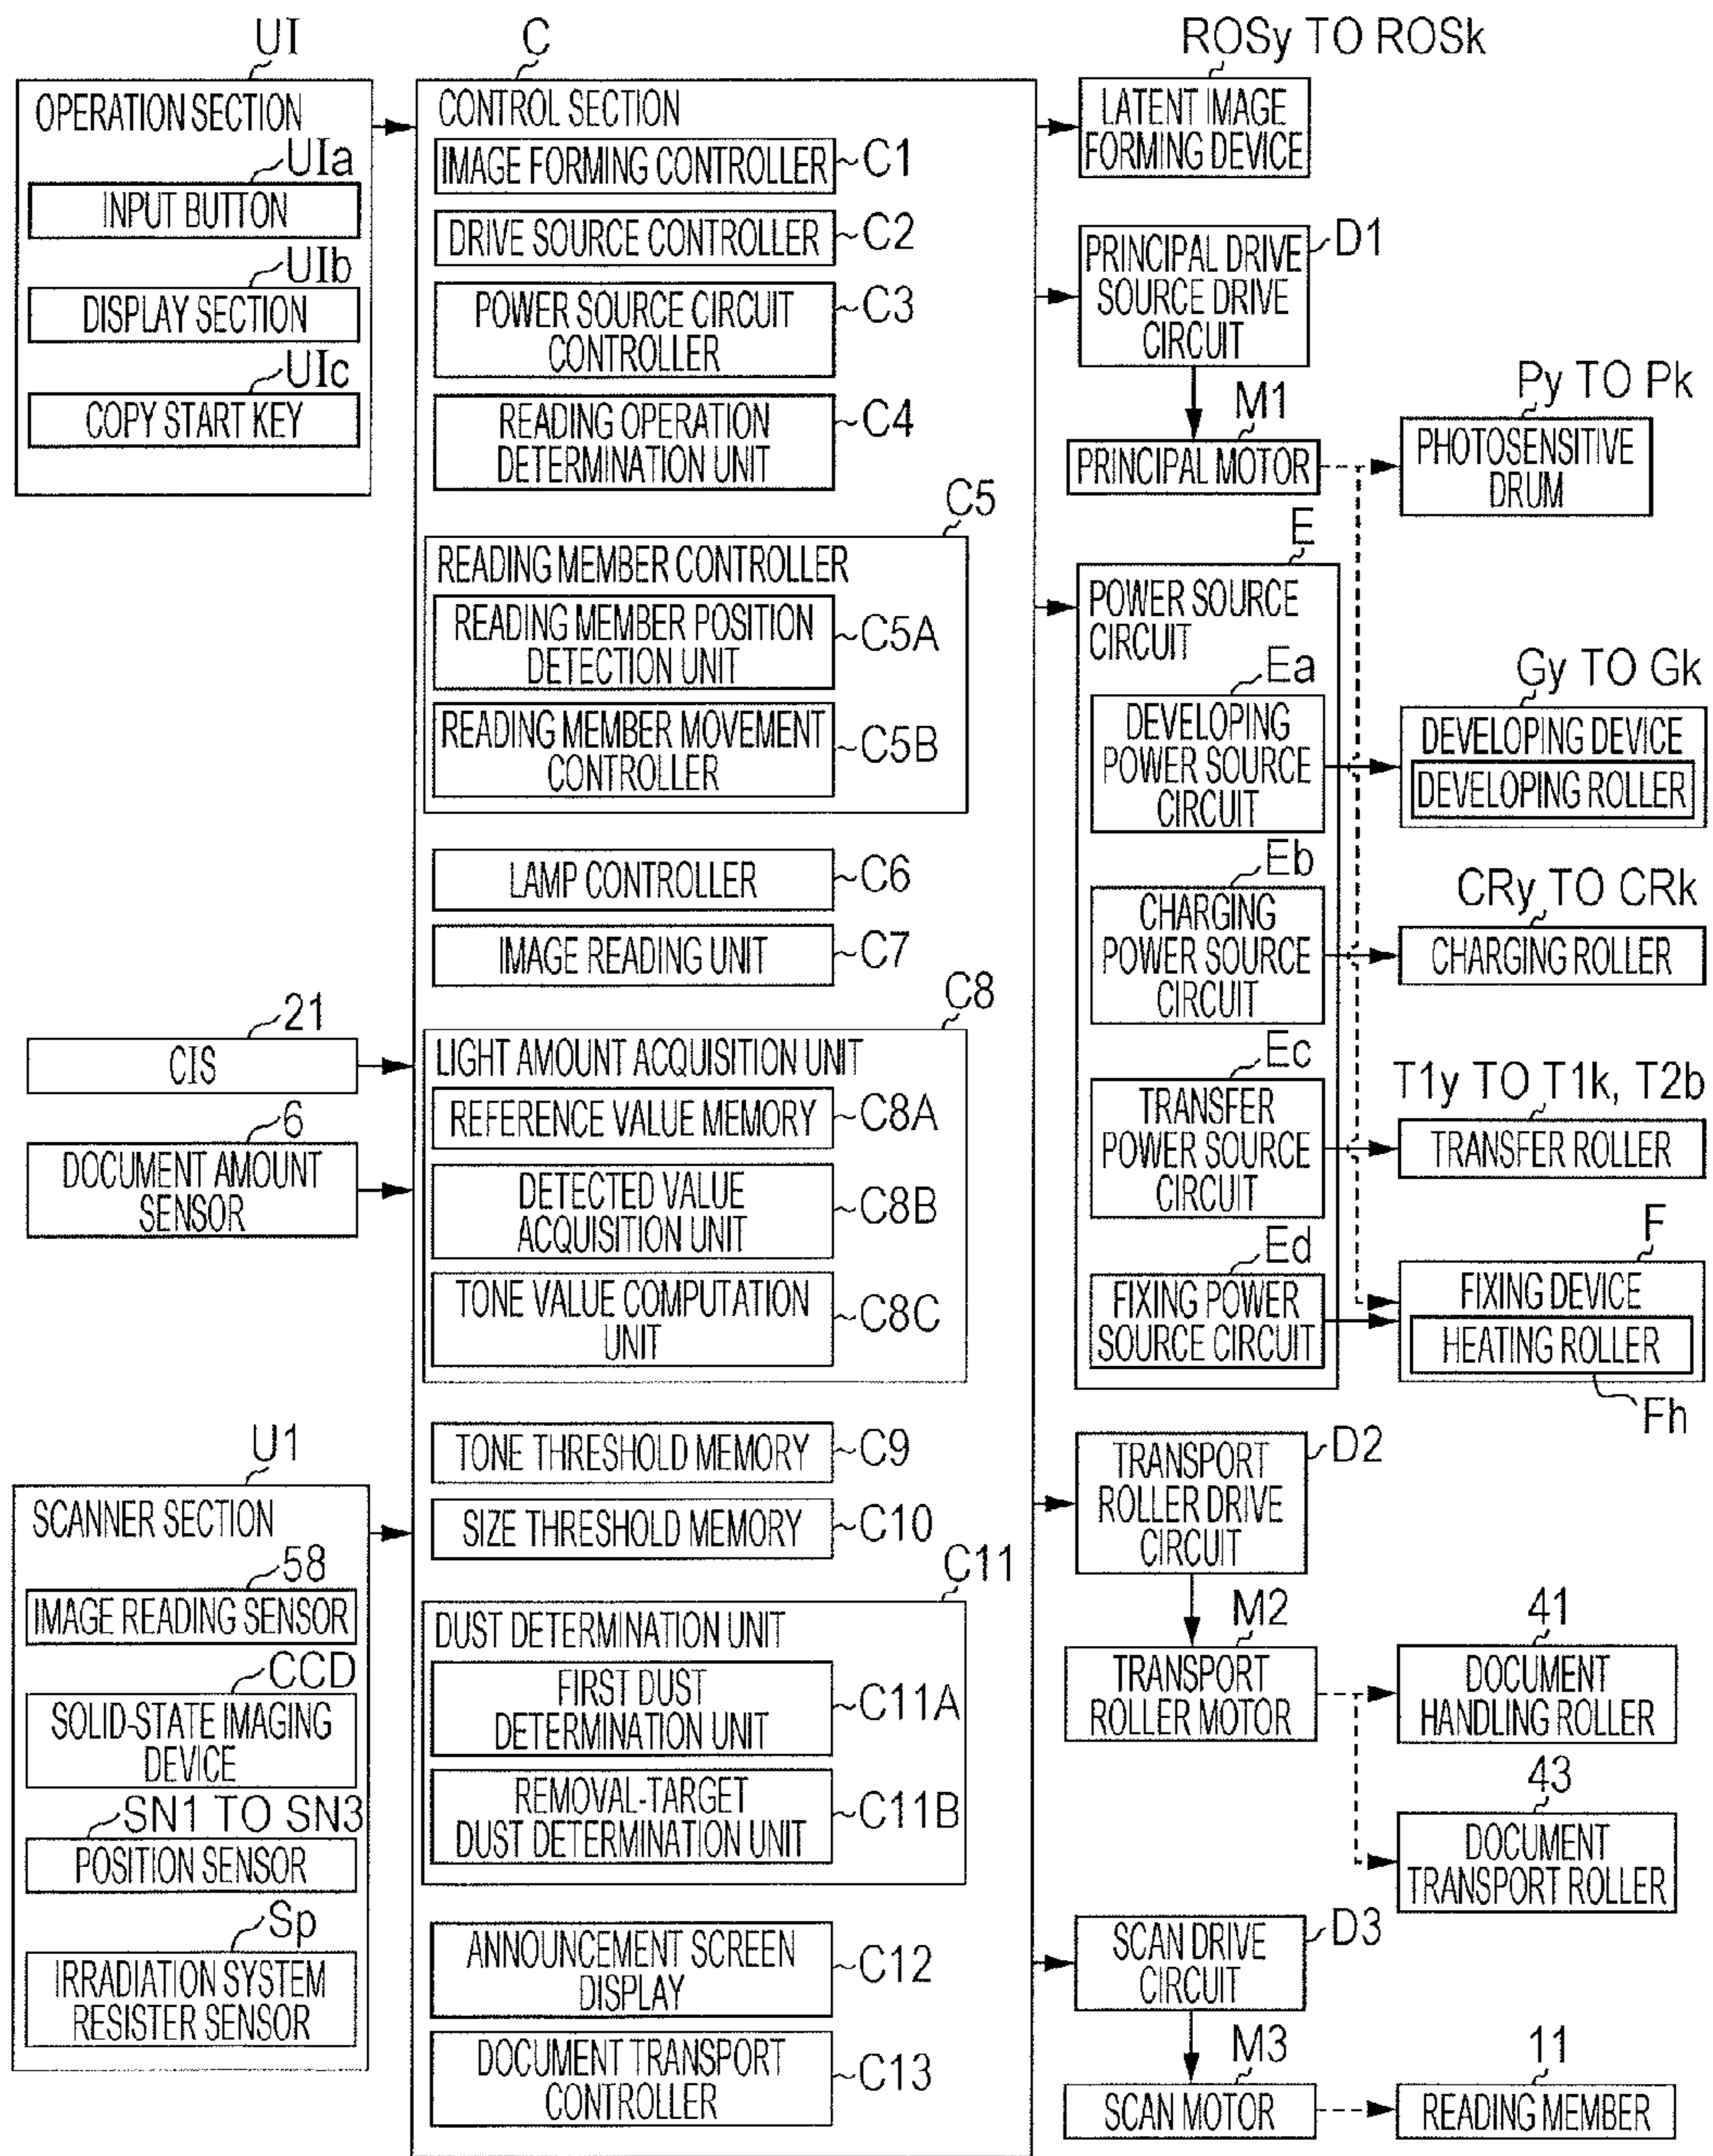 UI
OPERATION SECTION
UIa
INPUT BUTTON
UIb
DISPLAY SECTION
UIc
COPY START KEY
21
CIS
6
DOCUMENT AMOUNT
SENSOR
U1
SCANNER SECTION
58
IMAGE READING SENSOR
CCD
SOLID-STATE IMAGING
DEVICE
SN1 TO SN3
POSITION SENSOR
Sp
IRRADIATION SYSTEM
RESISTER SENSOR
C
CONTROL SECTION
IMAGE FORMING CONTROLLER
C1
DRIVE SOURCE CONTROLLER
C2
POWER SOURCE CIRCUIT
CONTROLLER
C3
READING OPERATION
DETERMINATION UNIT
C4
C5
READING MEMBER CONTROLLER
READING MEMBER POSITION
DETECTION UNIT
C5A
READING MEMBER MOVEMENT
CONTROLLER
C5B
LAMP CONTROLLER
C6
IMAGE READING UNIT
C7
C8
LIGHT AMOUNT ACQUISITION UNIT
REFERENCE VALUE MEMORY
C8A
DETECTED VALUE
ACQUISITION UNIT
C8B
TONE VALUE COMPUTATION
UNIT
C8C
TONE THRESHOLD MEMORY
C9
SIZE THRESHOLD MEMORY
C10
C11
DUST DETERMINATION UNIT
FIRST DUST
DETERMINATION UNIT
C11A
REMOVAL-TARGET
DUST DETERMINATION UNIT
C11B
ANNOUNCEMENT SCREEN
DISPLAY
C12
DOCUMENT TRANSPORT
CONTROLLER
C13
ROSy TO ROSk
LATENT IMAGE
FORMING DEVICE
D1
PRINCIPAL DRIVE
SOURCE DRIVE
CIRCUIT
M1
PRINCIPAL MOTOR
Py TO Pk
PHOTOSENSITIVE
DRUM
E
POWER SOURCE
CIRCUIT
Ea
DEVELOPING
POWER SOURCE
CIRCUIT
Gy TO Gk
DEVELOPING DEVICE
DEVELOPING ROLLER
Eb
CHARGING
POWER SOURCE
CIRCUIT
CRy TO CRk
CHARGING ROLLER
Ec
TRANSFER
POWER SOURCE
CIRCUIT
T1y TO T1k, T2b
TRANSFER ROLLER
Ed
FIXING POWER
SOURCE CIRCUIT
F
FIXING DEVICE
HEATING ROLLER
Fh
D2
TRANSPORT
ROLLER DRIVE
CIRCUIT
M2
TRANSPORT
ROLLER MOTOR
41
DOCUMENT
HANDLING ROLLER
43
DOCUMENT
TRANSPORT ROLLER
D3
SCAN DRIVE
CIRCUIT
M3
SCAN MOTOR
11
READING MEMBER